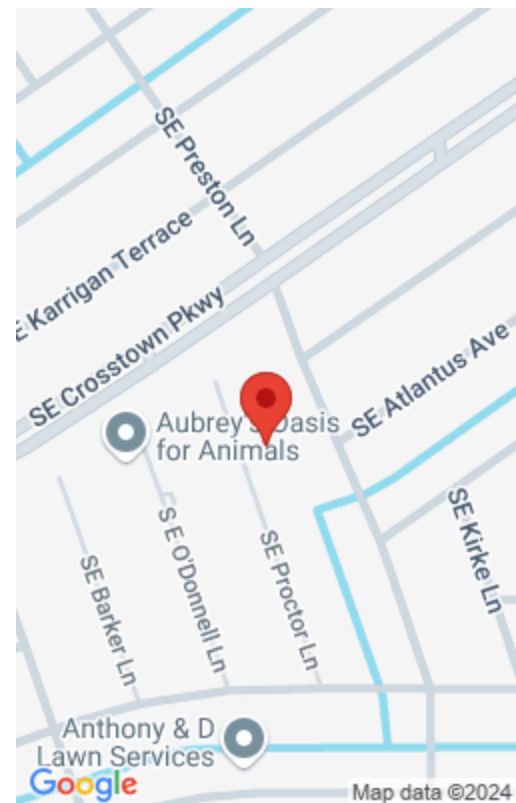 SE Preston Ln
E Karrigan Terrace
SE Crosstown Pkwy
SE Atlantus Ave
Aubrey's Oasis
for Animals
SE Kirke Ln
S E O'Donnell Ln
SE Proctor Ln
SE Barker Ln
Anthony & D
Lawn Services
Google
Map data ©2024